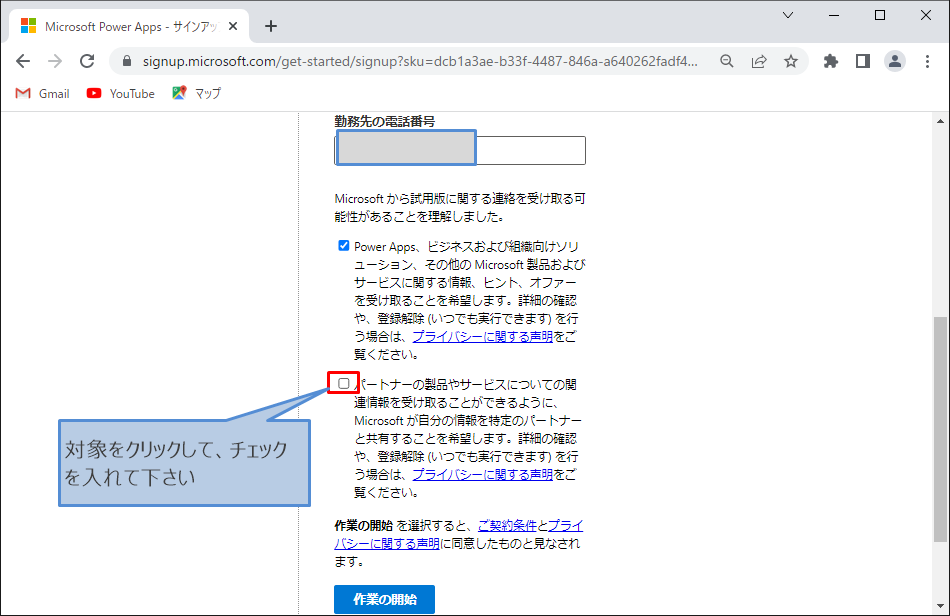 Microsoft Power Apps - サインアッ
signup.microsoft.com/get-started/signup?sku=dcb1a3ae-b33f-4487-846a-a640262fadf4...
Gmail
YouTube
マップ
勤務先の電話番号
Microsoft から試用版に関する連絡を受け取る可
能性があることを理解しました。
Power Apps、ビジネスおよび組織向けソリ
ューション、その他の Microsoft 製品および
サービスに関する情報、ヒント、オファー
を受け取ることを希望します。詳細の確認
や、登録解除 (いつでも実行できます) を行
う場合は、プライバシーに関する声明をご
覧ください。
パートナーの製品やサービスについての関
連情報を受け取ることができるように、
Microsoft が自分の情報を特定のパートナー
と共有することを希望します。詳細の確認
や、登録解除 (いつでも実行できます) を行
う場合は、プライバシーに関する声明をご
覧ください。
対象をクリックして、チェック
を入れて下さい
作業の開始 を選択すると、ご契約条件とプライ
バシーに関する声明に同意したものと見なされ
ます。
作業の開始